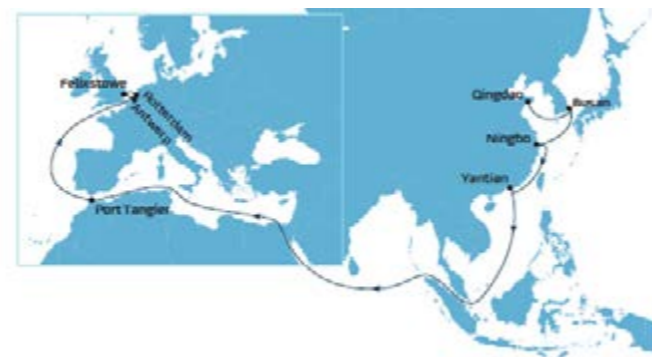 Felixstowe
Rotterdam
Antwerp
Port Tangier
Qingdao
Busan
Ningbo
Yantian